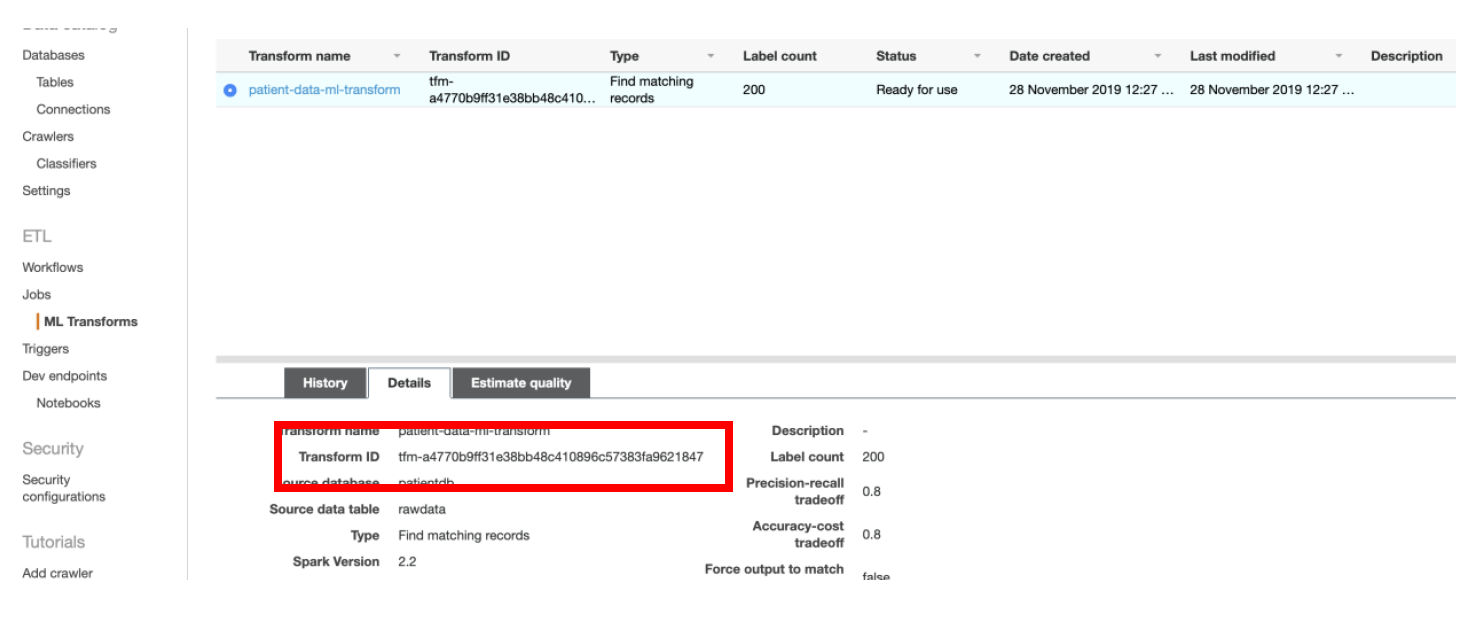 Databases
Tables
Connections
Crawlers
Classifiers
Settings
ETL
Workflows
Jobs
ML Transforms
Triggers
Dev endpoints
Notebooks
Security
Security
configurations
Tutorials
Add crawler
Transform name Transform ID Type Label count Status Date created Last modified Description
patient-data-ml-transform tfm-
a4770b9ff31e38bb48c410... Find matching
records 200 Ready for use 28 November 2019 12:27 ... 28 November 2019 12:27 ...
History Details Estimate quality
Transform name patient-data-ml-transform
Transform ID tfm-a4770b9ff31e38bb48c410896c57383fa9621847
Source database patientdb
Source data table rawdata
Type Find matching records
Spark Version 2.2
Description -
Label count 200
Precision-recall
tradeoff 0.8
Accuracy-cost
tradeoff 0.8
Force output to match false